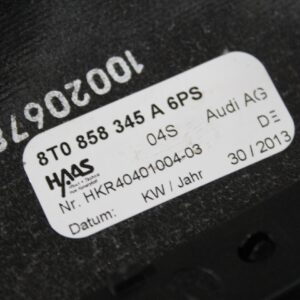 10020678
8T0 858 345 A 6PS
04S Audi AG
HAAS
Nr. HKR40401004-03 DE
Datum: KW / Jahr 30 / 2013